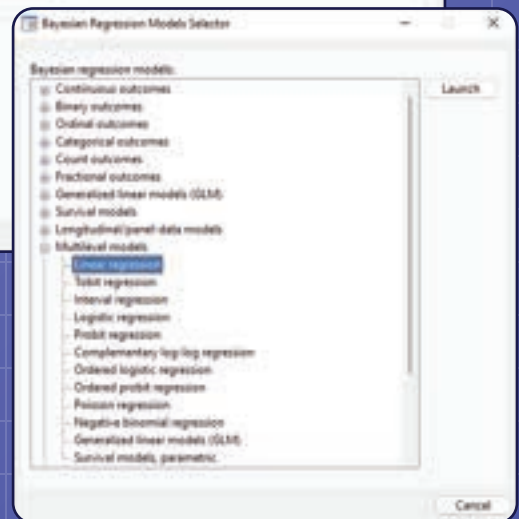 Bayesian Regression Models Selector
Bayesian regression models:
Continuous outcomes
Launch
Binary outcomes
Ordinal outcomes
Categorical outcomes
Count outcomes
Fractional outcomes
Generalized linear models (GLM)
Survival models
Longitudinal/panel-data models
Multilevel models
Linear regression
Tobit regression
Interval regression
Logistic regression
Probit regression
Complementary log-log regression
Ordered logistic regression
Ordered probit regression
Poisson regression
Negative binomial regression
Generalized linear models (GLM)
Survival models, parametric
Cancel